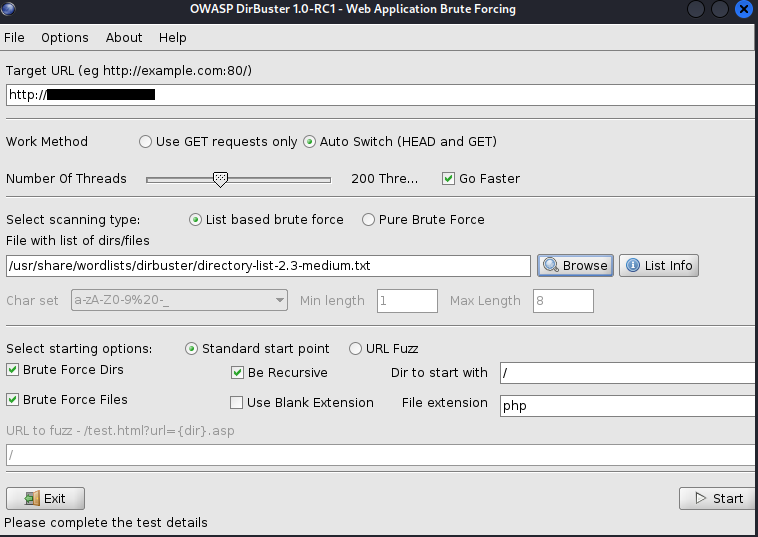 OWASP DirBuster 1.0-RC1 - Web Application Brute Forcing
File Options About Help
Target URL (eg http://example.com:80/)
http://
Work Method Use GET requests only Auto Switch (HEAD and GET)
Number Of Threads 200 Thre... Go Faster
Select scanning type: List based brute force Pure Brute Force
File with list of dirs/files
/usr/share/wordlists/dirbuster/directory-list-2.3-medium.txt Browse List Info
Char set a-zA-Z0-9%20-_ Min length 1 Max Length 8
Select starting options: Standard start point URL Fuzz
Brute Force Dirs Be Recursive Dir to start with /
Brute Force Files Use Blank Extension File extension php
URL to fuzz - /test.html?url={dir}.asp
/
Exit Start
Please complete the test details